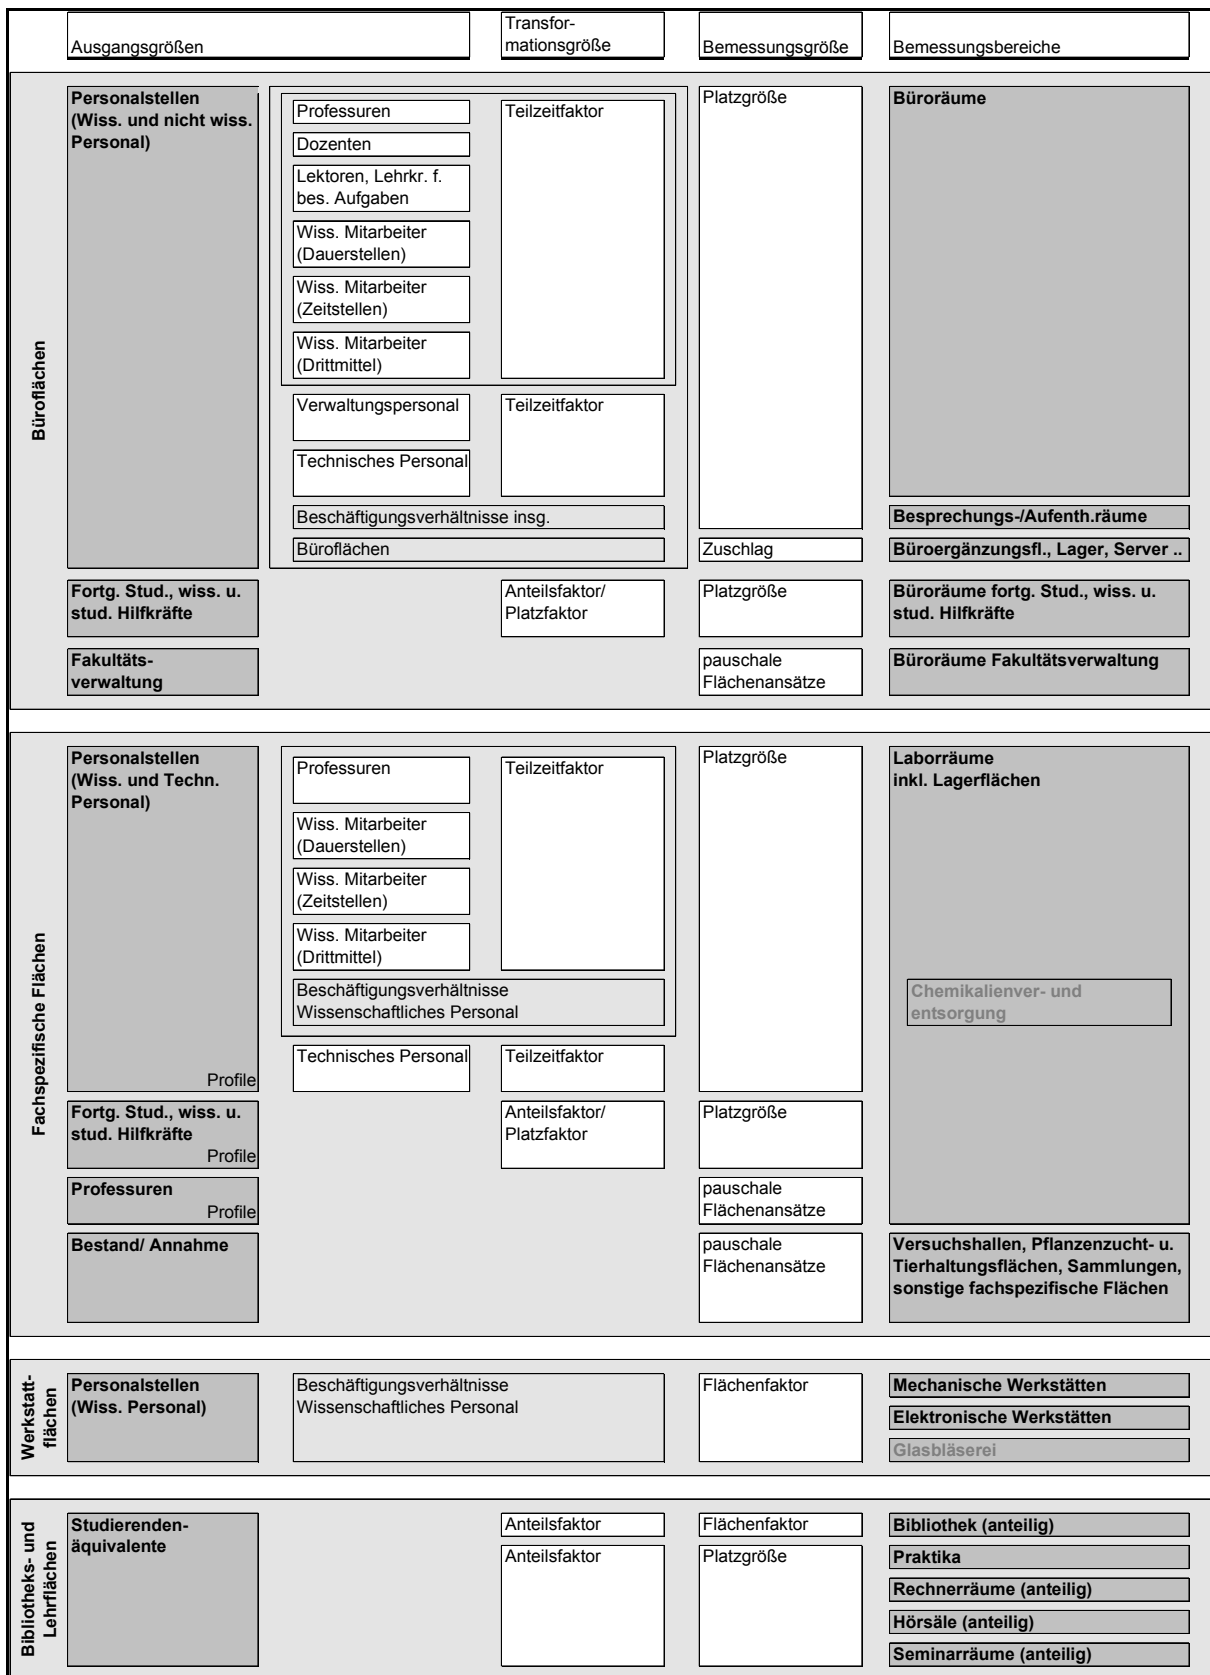 Ausgangsgrößen
Transfor-
mationsgröße
Bemessungsgröße
Bemessungsbereiche
Büroflächen
Personalstellen
(Wiss. und nicht wiss.
Personal)
Professuren
Dozenten
Lektoren, Lehrkr. f.
bes. Aufgaben
Wiss. Mitarbeiter
(Dauerstellen)
Wiss. Mitarbeiter
(Zeitstellen)
Wiss. Mitarbeiter
(Drittmittel)
Teilzeitfaktor
Platzgröße
Büroräume
Verwaltungspersonal
Teilzeitfaktor
Technisches Personal
Beschäftigungsverhältnisse insg.
Besprechungs-/Aufenth.räume
Büroflächen
Zuschlag
Büroergänzungsfl., Lager, Server ..
Fortg. Stud., wiss. u.
stud. Hilfkräfte
Anteilsfaktor/
Platzfaktor
Platzgröße
Büroräume fortg. Stud., wiss. u.
stud. Hilfkräfte
Fakultäts-
verwaltung
pauschale
Flächenansätze
Büroräume Fakultätsverwaltung
Fachspezifische Flächen
Personalstellen
(Wiss. und Techn.
Personal)
Profile
Professuren
Wiss. Mitarbeiter
(Dauerstellen)
Wiss. Mitarbeiter
(Zeitstellen)
Wiss. Mitarbeiter
(Drittmittel)
Teilzeitfaktor
Beschäftigungsverhältnisse
Wissenschaftliches Personal
Technisches Personal
Teilzeitfaktor
Platzgröße
Laborräume
inkl. Lagerflächen
Chemikalienver- und
entsorgung
Fortg. Stud., wiss. u.
stud. Hilfkräfte
Profile
Anteilsfaktor/
Platzfaktor
Platzgröße
Professuren
Profile
pauschale
Flächenansätze
Bestand/ Annahme
pauschale
Flächenansätze
Versuchshallen, Pflanzenzucht- u.
Tierhaltungsflächen, Sammlungen,
sonstige fachspezifische Flächen
Werkstatt-
flächen
Personalstellen
(Wiss. Personal)
Beschäftigungsverhältnisse
Wissenschaftliches Personal
Flächenfaktor
Mechanische Werkstätten
Elektronische Werkstätten
Glasbläserei
Bibliotheks- und
Lehrflächen
Studierenden-
äquivalente
Anteilsfaktor
Flächenfaktor
Bibliothek (anteilig)
Anteilsfaktor
Platzgröße
Praktika
Rechnerräume (anteilig)
Hörsäle (anteilig)
Seminarräume (anteilig)